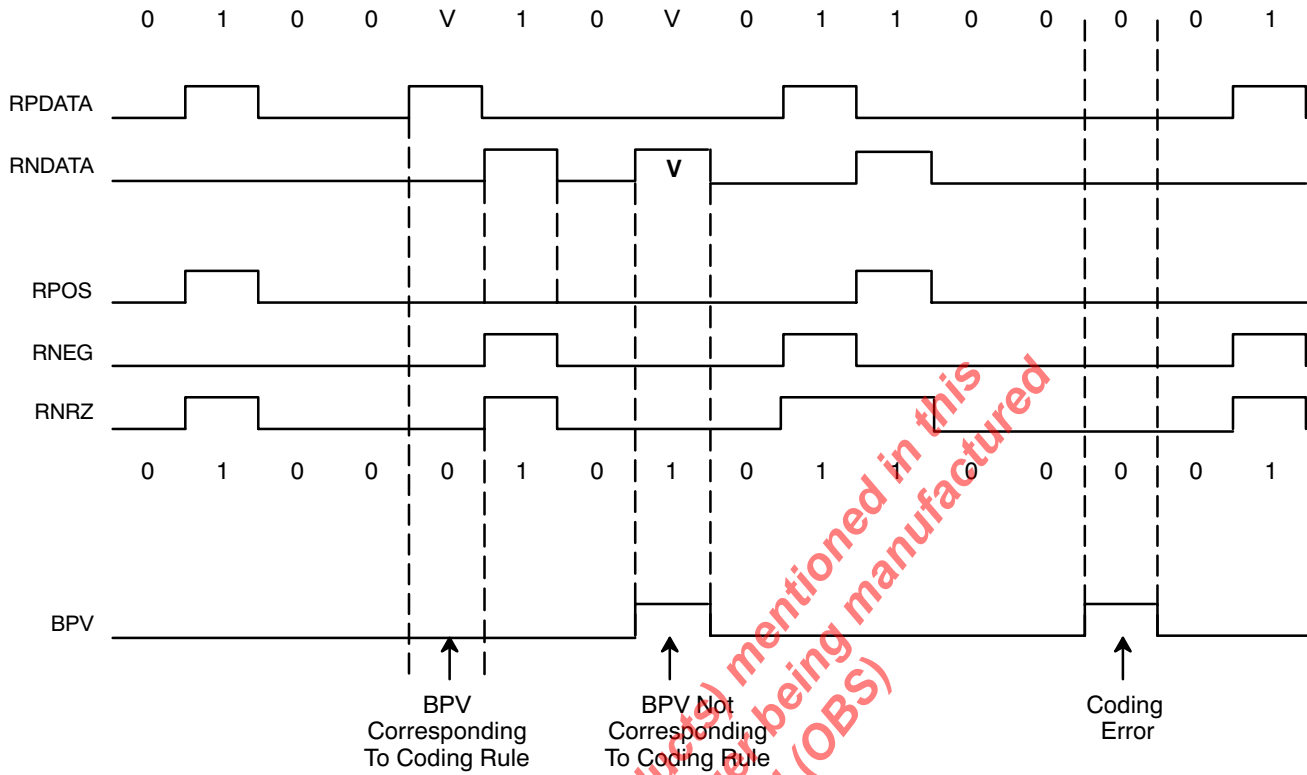 0 1 0 0 V 1 0 V 0 1 1 0 0 0 0 1
RPDATA
RNDATA
V
RPOS
RNEG
RNRZ
0 1 0 0 0 1 0 1 0 1 1 0 0 0 0 1
BPV
BPV
Corresponding
To Coding Rule
BPV Not
Corresponding
To Coding Rule
Coding
Error
ucts) mentioned in this
er being manufactured
(OBS)